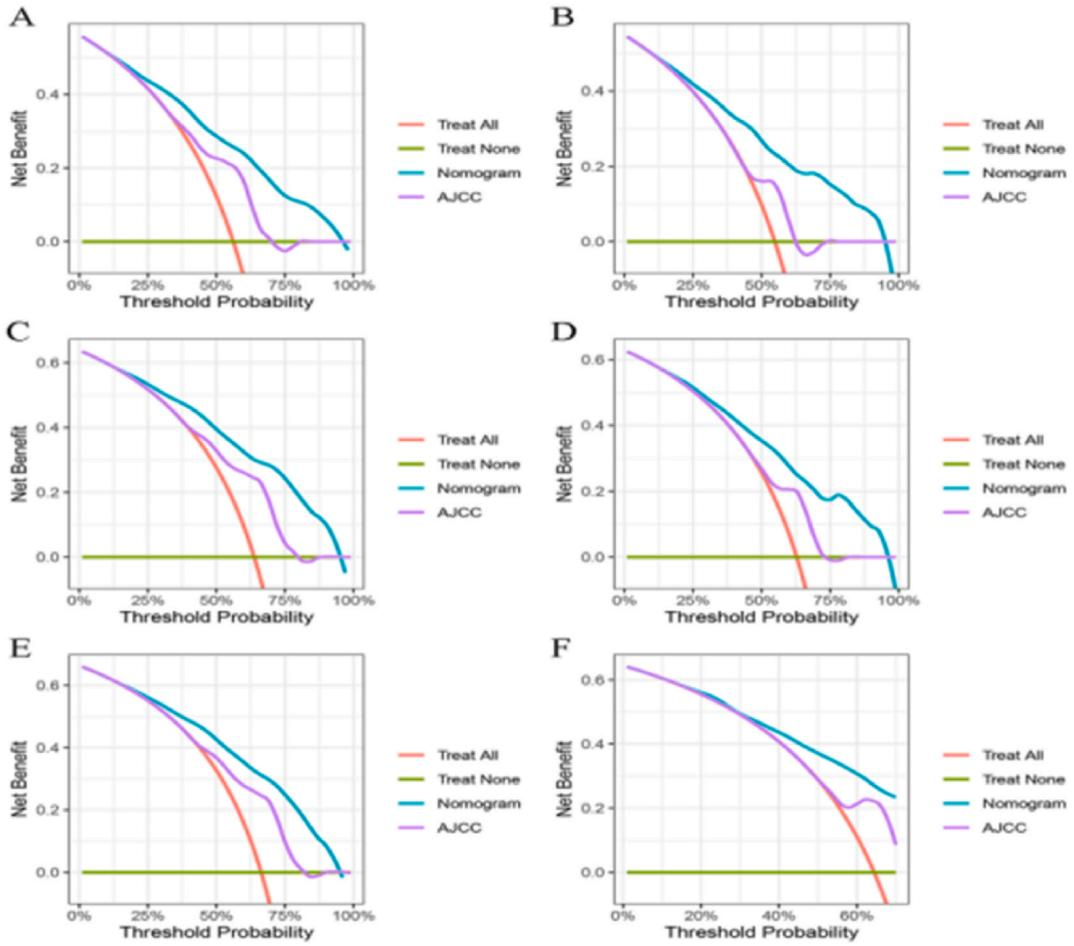 A
Net Benefit
0.4
0.2
0.0
0% 25% 50% 75% 100%
Threshold Probability
Treat All
Treat None
Nomogram
AJCC
B
Net Benefit
0.4
0.2
0.0
0% 25% 50% 75% 100%
Threshold Probability
Treat All
Treat None
Nomogram
AJCC
C
Net Benefit
0.6
0.4
0.2
0.0
0% 25% 50% 75% 100%
Threshold Probability
Treat All
Treat None
Nomogram
AJCC
D
Net Benefit
0.6
0.4
0.2
0.0
0% 25% 50% 75% 100%
Threshold Probability
Treat All
Treat None
Nomogram
AJCC
E
Net Benefit
0.6
0.4
0.2
0.0
0% 25% 50% 75% 100%
Threshold Probability
Treat All
Treat None
Nomogram
AJCC
F
Net Benefit
0.6
0.4
0.2
0.0
0% 20% 40% 60%
Threshold Probability
Treat All
Treat None
Nomogram
AJCC